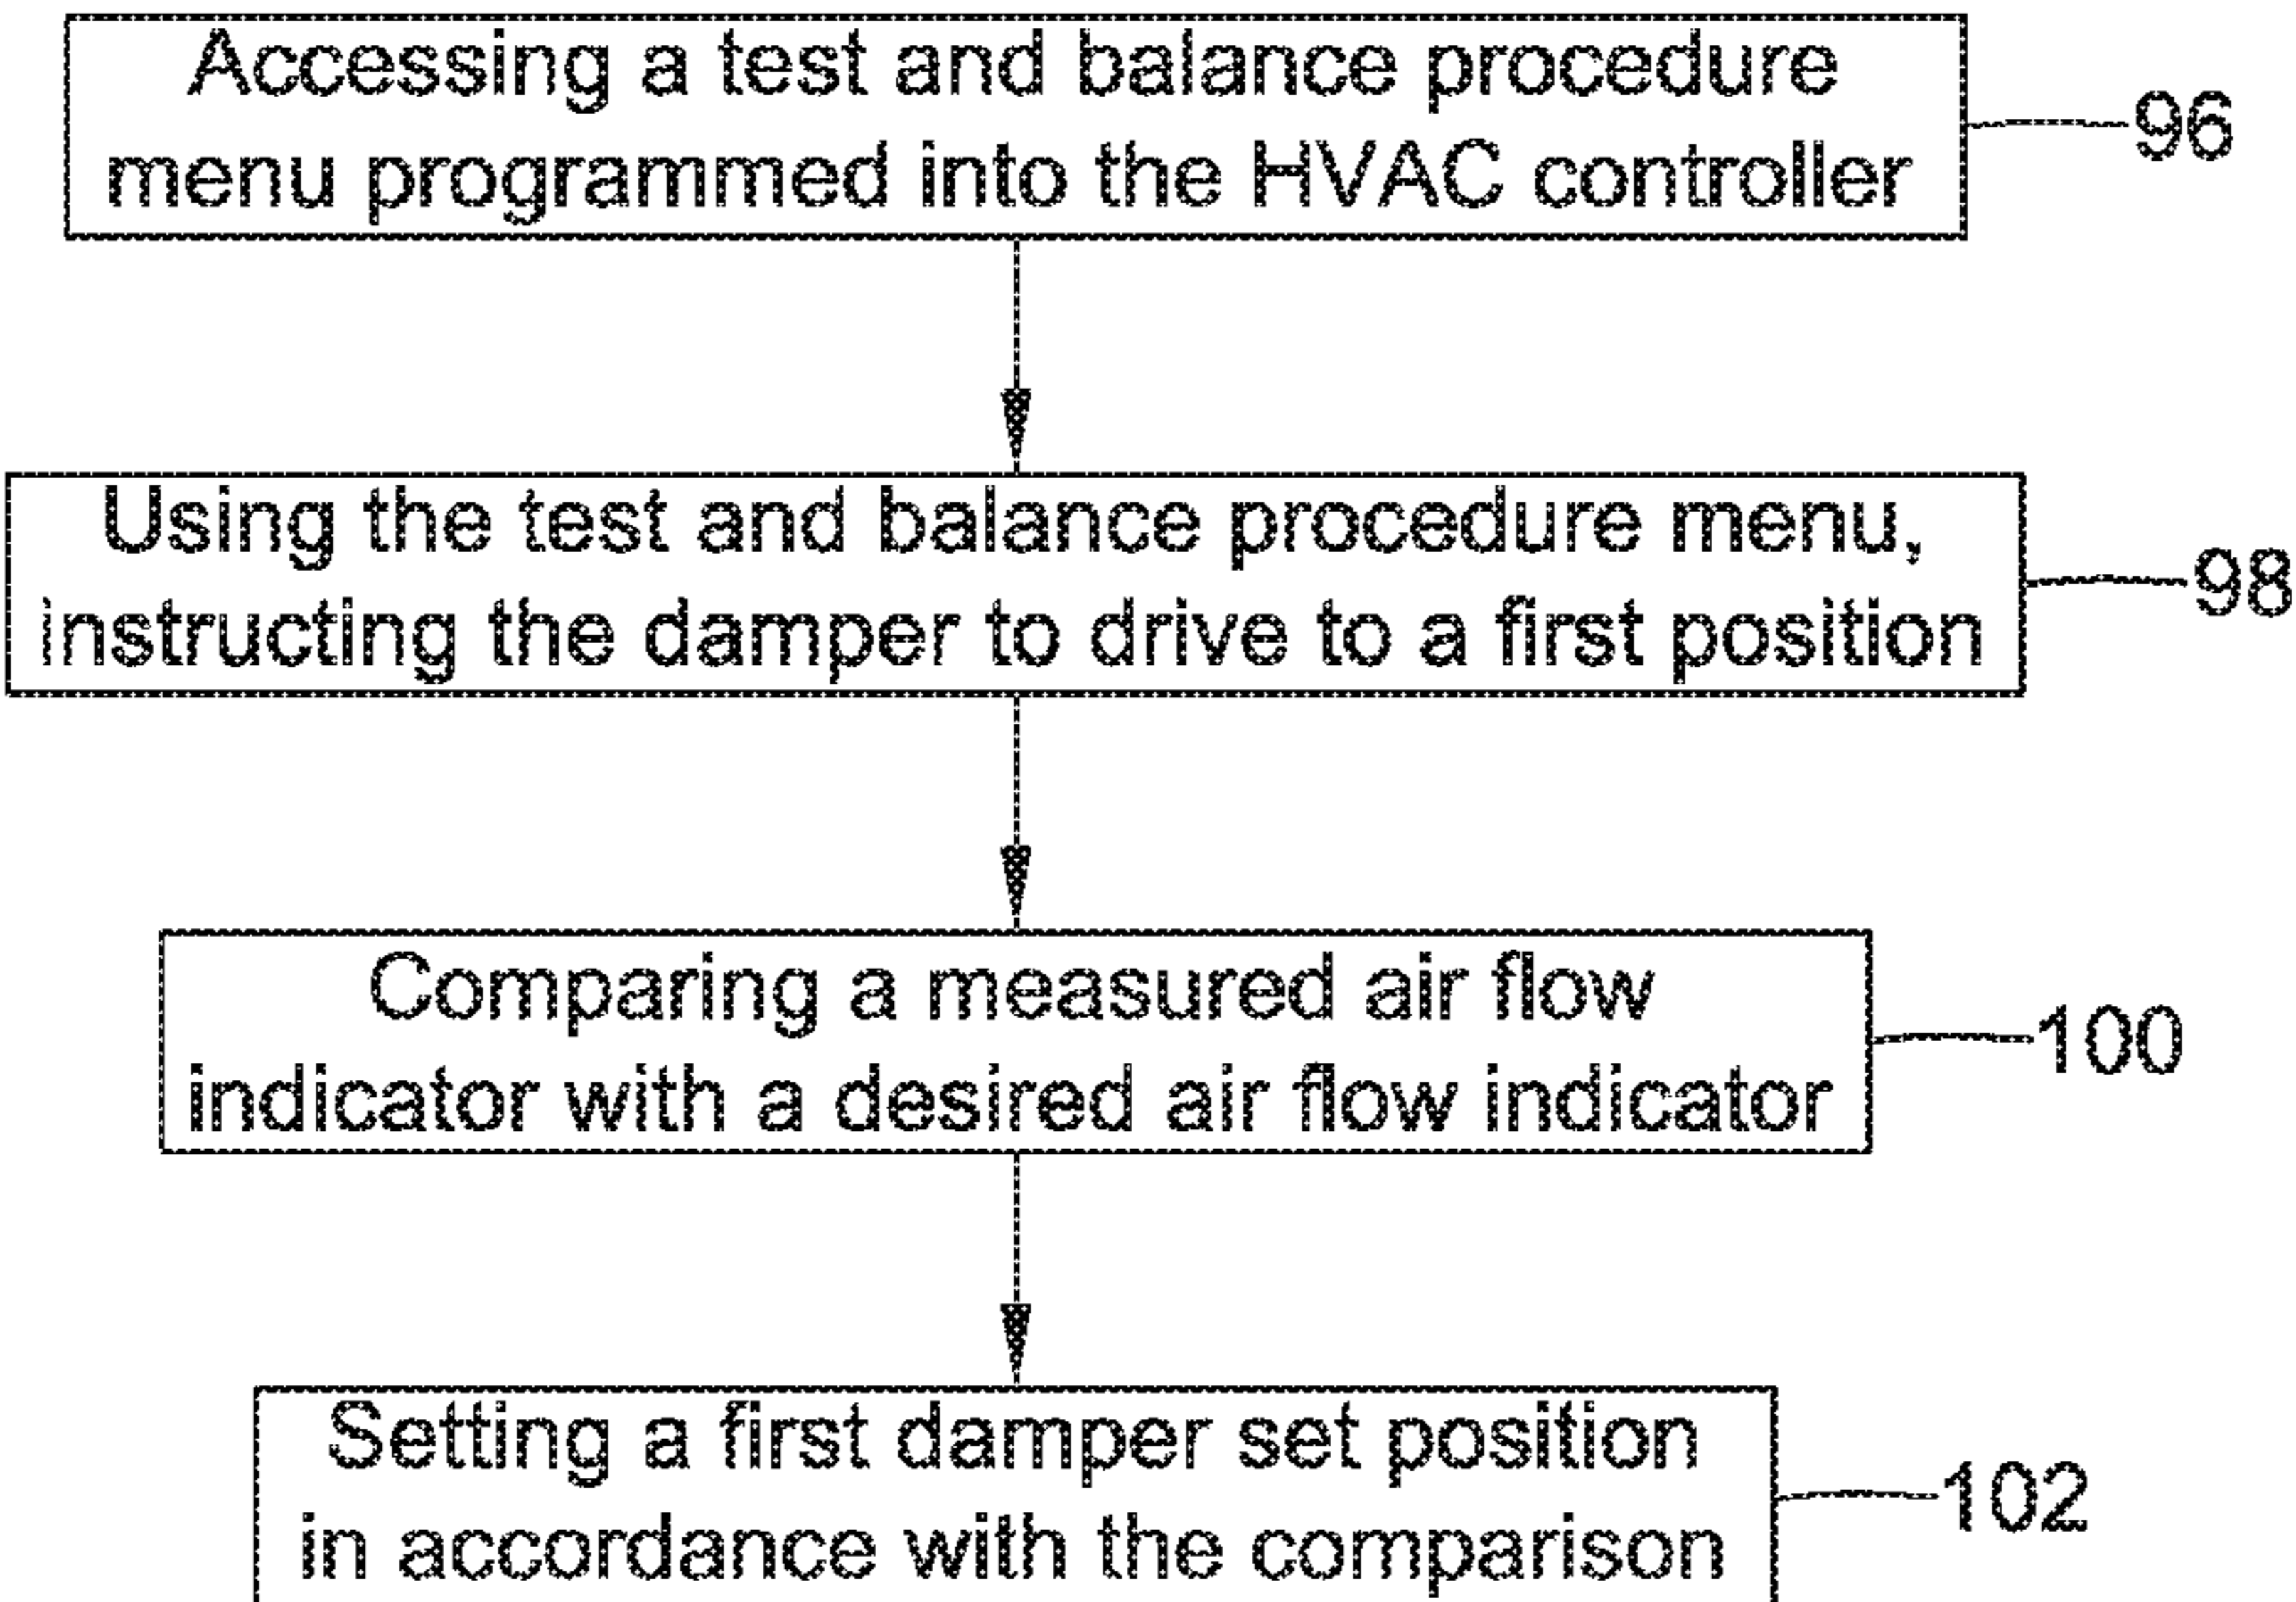 Accessing a test and balance procedure
menu programmed into the HVAC controller
96
Using the test and balance procedure menu,
instructing the damper to drive to a first position
98
Comparing a measured air flow
indicator with a desired air flow indicator
100
Setting a first damper set position
in accordance with the comparison
102